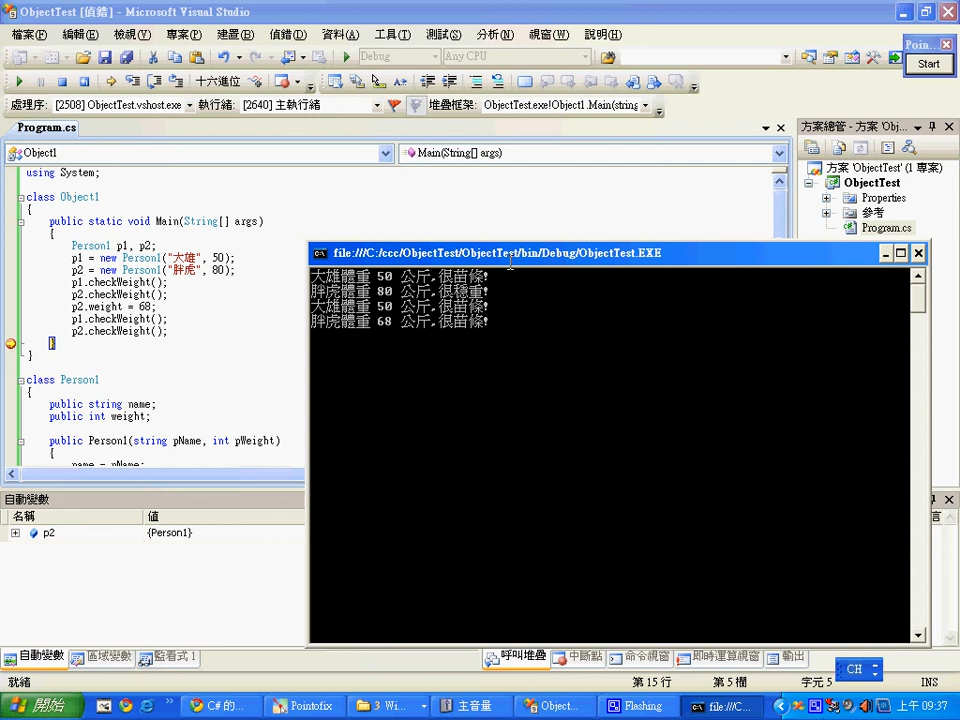 ObjectTest [偵錯] - Microsoft Visual Studio
檔案(F) 編輯(E) 檢視(V) 專案(P) 建置(B) 偵錯(D) 資料(A) 工具(T) 測試(S) 分析(N) 視窗(W) 說明(H)
Poin...
Start
Debug Any CPU
十六進位
處理序: [2508] ObjectTest.vshost.exe 執行緒: [2640] 主執行緒 堆疊框架: ObjectTest.exe!Object1.Main(string
Program.cs
方案總管 - 方案 'Obj...
Object1 Main(String[] args)
方案 'ObjectTest' (1 專案)
ObjectTest
Properties
參考
Program.cs
using System;
class Object1
{
public static void Main(String[] args)
{
Person1 p1, p2;
p1 = new Person1("大雄", 50);
p2 = new Person1("胖虎", 80);
p1.checkWeight();
p2.checkWeight();
p2.weight = 68;
p1.checkWeight();
p2.checkWeight();
}
}
class Person1
{
public string name;
public int weight;
public Person1(string pName, int pWeight)
{
name = pName;
file:///C:/ccc/ObjectTest/ObjectTest/bin/Debug/ObjectTest.EXE
大雄體重 50 公斤,很苗條!
胖虎體重 80 公斤,很穩重!
大雄體重 50 公斤,很苗條!
胖虎體重 68 公斤,很苗條!
自動變數
名稱 值
p2 {Person1}
自動變數 區域變數 監看式 1
呼叫堆疊 中斷點 命令視窗 即時運算視窗 輸出
CH
就緒 第 15 行 第 5 欄 字元 5 INS
開始 C# 的... Pointofix 3 Wi... 主音量 Object... Flashing file:///C... 上午 09:37